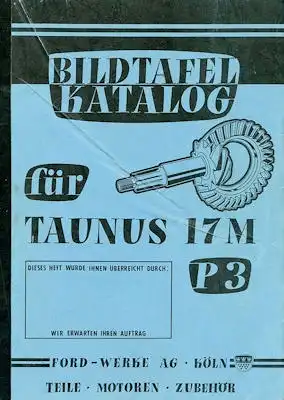 BILDTAFEL
KATALOG
für
TAUNUS 17M
P3
DIESES HEFT WURDE IHNEN ÜBERREICHT DURCH:
WIR ERWARTEN IHREN AUFTRAG
FORD-WERKE AG · KÖLN
TEILE · MOTOREN · ZUBEHÖR